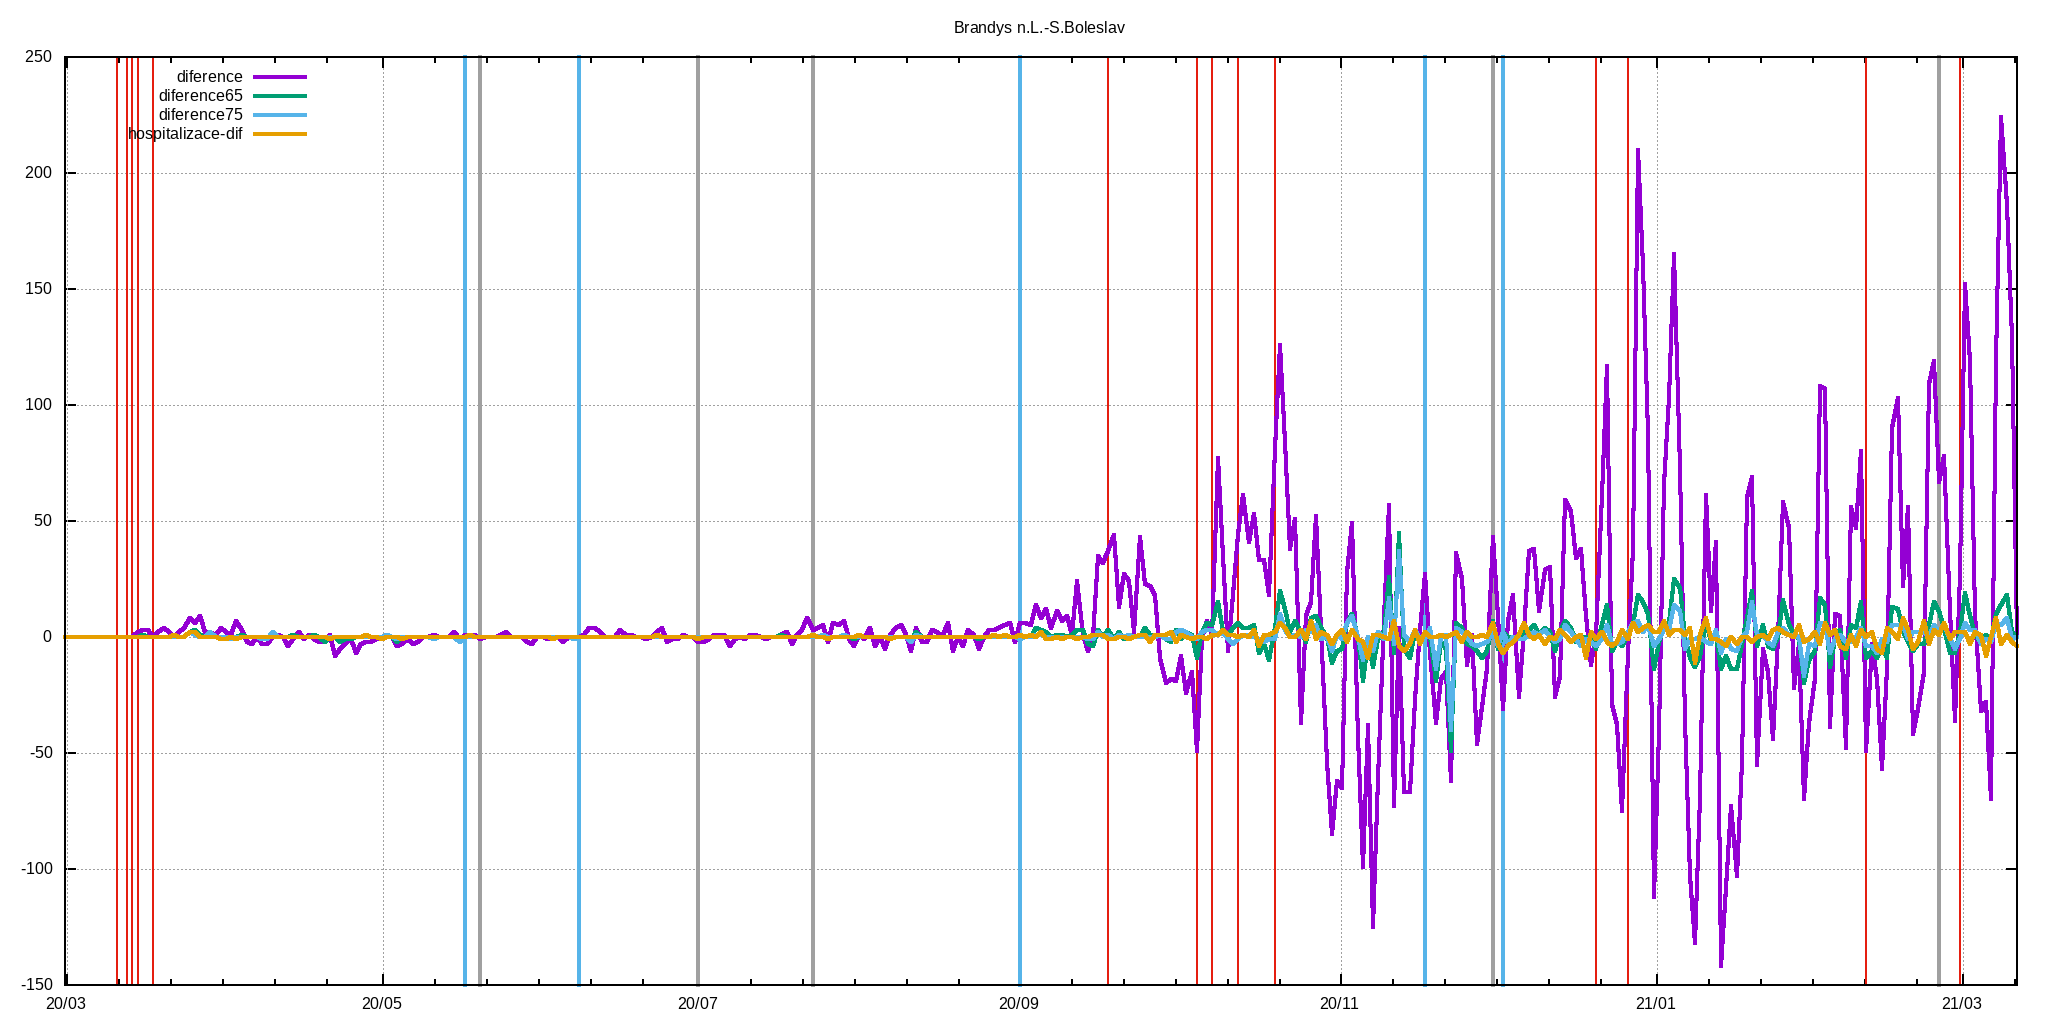 Brandys n.L.-S.Boleslav
250
200
150
100
50
0
-50
-100
-150
diference
diference65
diference75
hospitalizace-dif
20/03 20/05 20/07 20/09 20/11 21/01 21/03